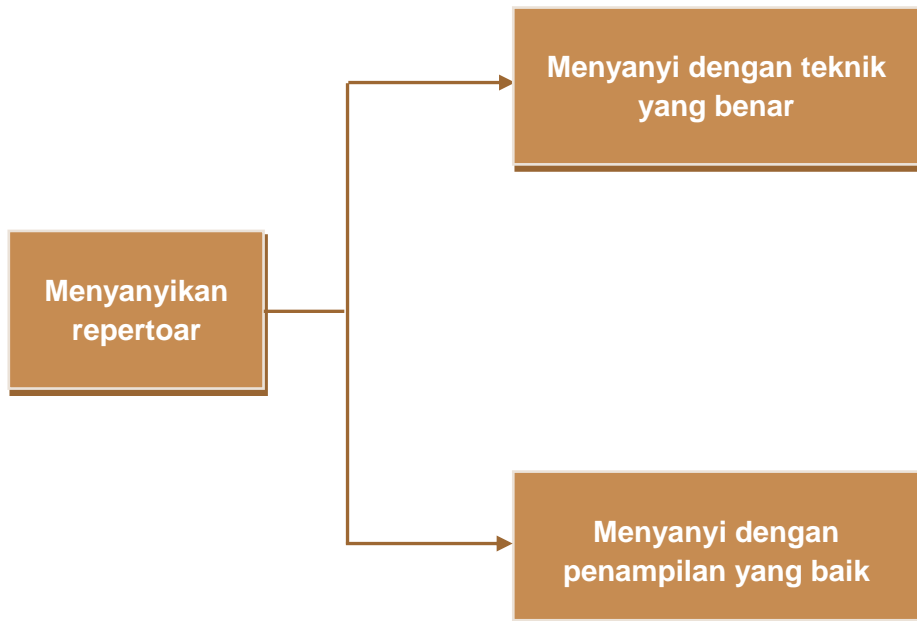 Menyanyi dengan teknik
yang benar
Menyanyikan
repertoar
Menyanyi dengan
penampilan yang baik